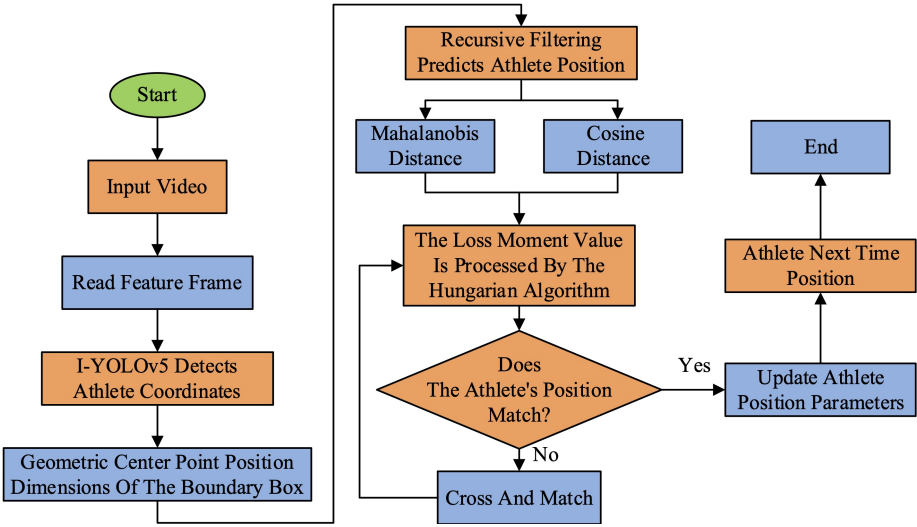 Start
Input Video
Read Feature Frame
I-YOLOv5 Detects
Athlete Coordinates
Geometric Center Point Position
Dimensions Of The Boundary Box
Recursive Filtering
Predicts Athlete Position
Mahalanobis
Distance
Cosine
Distance
The Loss Moment Value
Is Processed By The
Hungarian Algorithm
Does
The Athlete's Position
Match?
No
Cross And Match
Yes
Update Athlete
Position Parameters
Athlete Next Time
Position
End